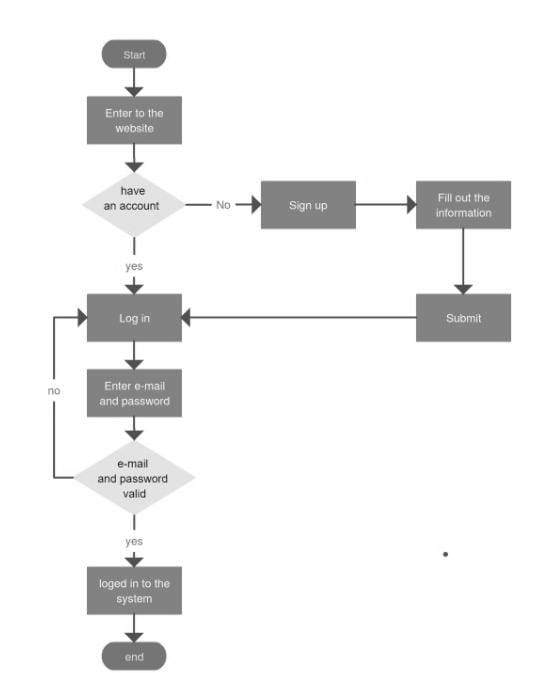 Start
Enter to the
website
have
an account
No
Sign up
Fill out the
information
yes
Log in
Submit
no
Enter e-mail
and password
e-mail
and password
valid
yes
loged in to the
system
end